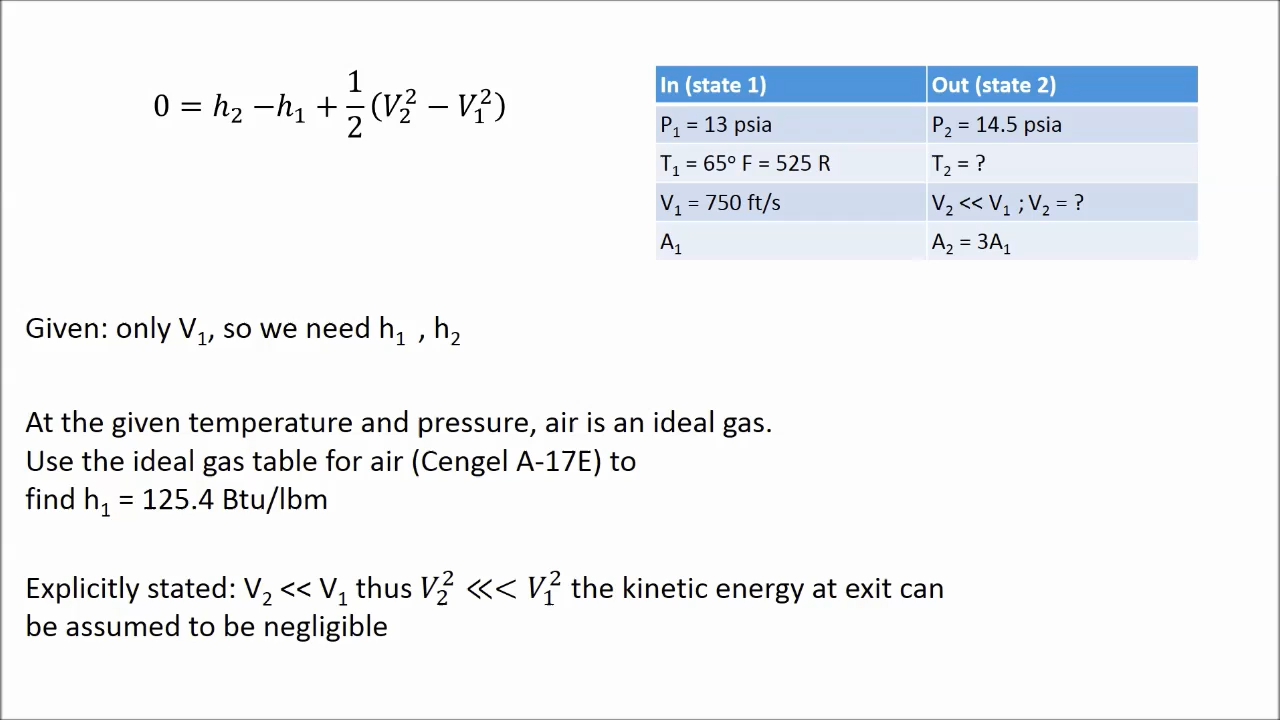 0 = h₂ −h₁ + 1/2 (V₂² − V₁²)
In (state 1) Out (state 2)
P₁ = 13 psia P₂ = 14.5 psia
T₁ = 65° F = 525 R T₂ = ?
V₁ = 750 ft/s V₂ << V₁ ; V₂ = ?
A₁ A₂ = 3A₁
Given: only V₁, so we need h₁ , h₂
At the given temperature and pressure, air is an ideal gas.
Use the ideal gas table for air (Cengel A-17E) to
find h₁ = 125.4 Btu/lbm
Explicitly stated: V₂ << V₁ thus V₂² <<< V₁² the kinetic energy at exit can
be assumed to be negligible